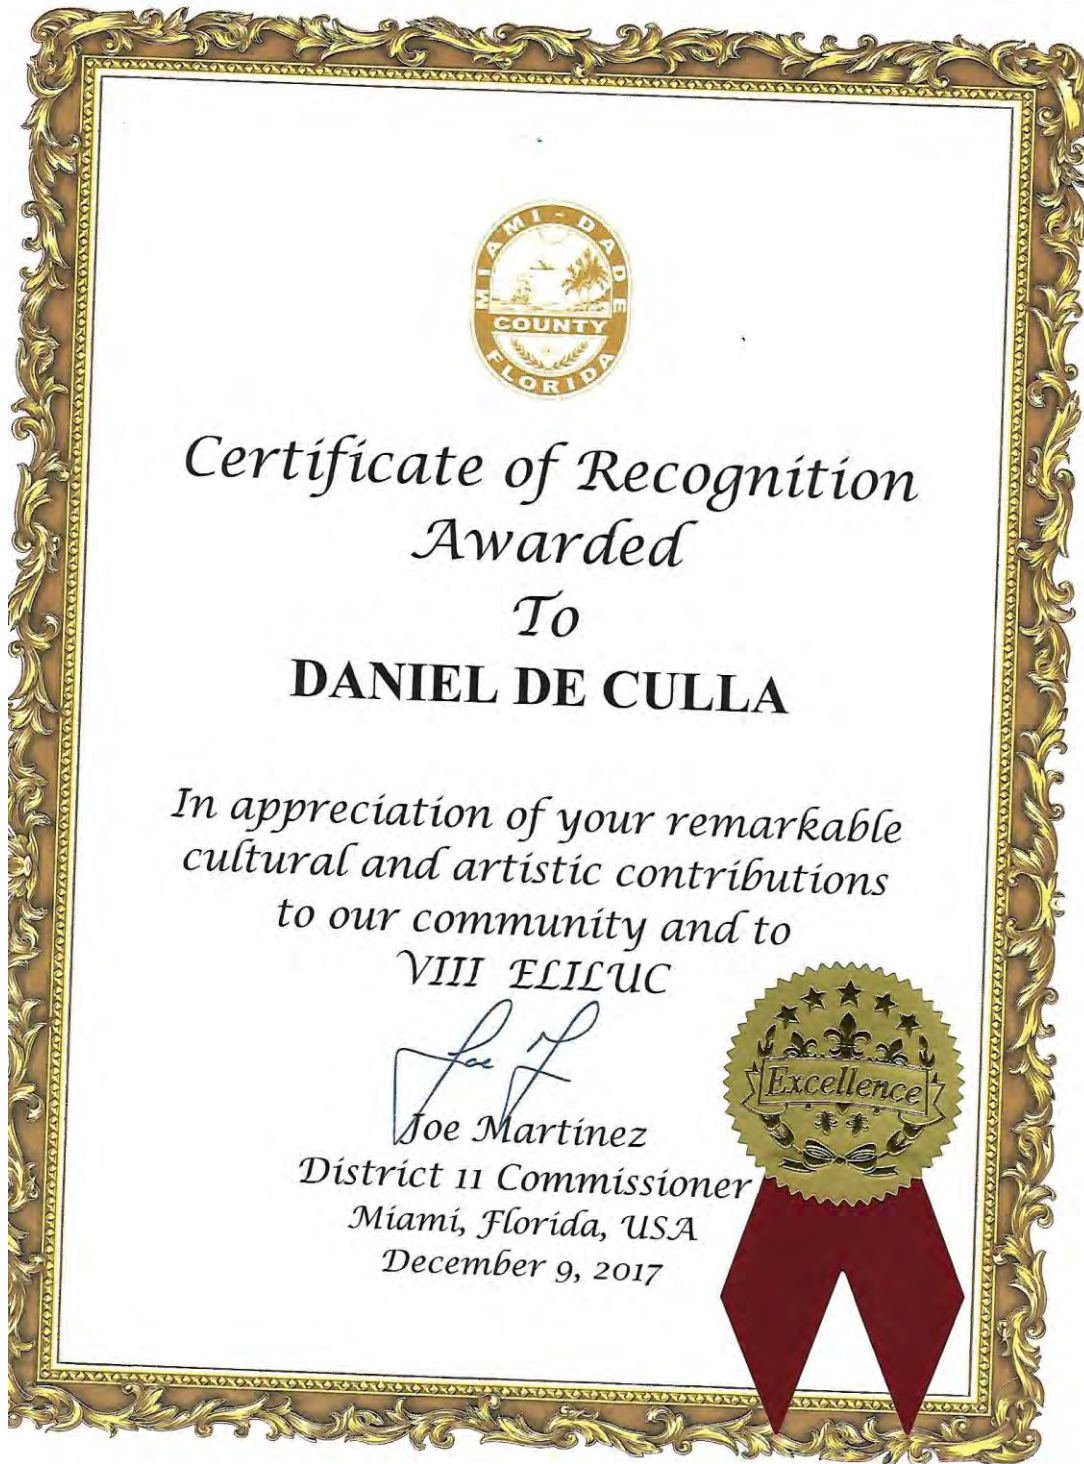 MIAMI-DADE
COUNTY
FLORIDA
Certificate of Recognition
Awarded
To
DANIEL DE CULLA
In appreciation of your remarkable
cultural and artistic contributions
to our community and to
VIII ELILUC
Joe M
Joe Martinez
District 11 Commissioner
Miami, Florida, USA
December 9, 2017
Excellence